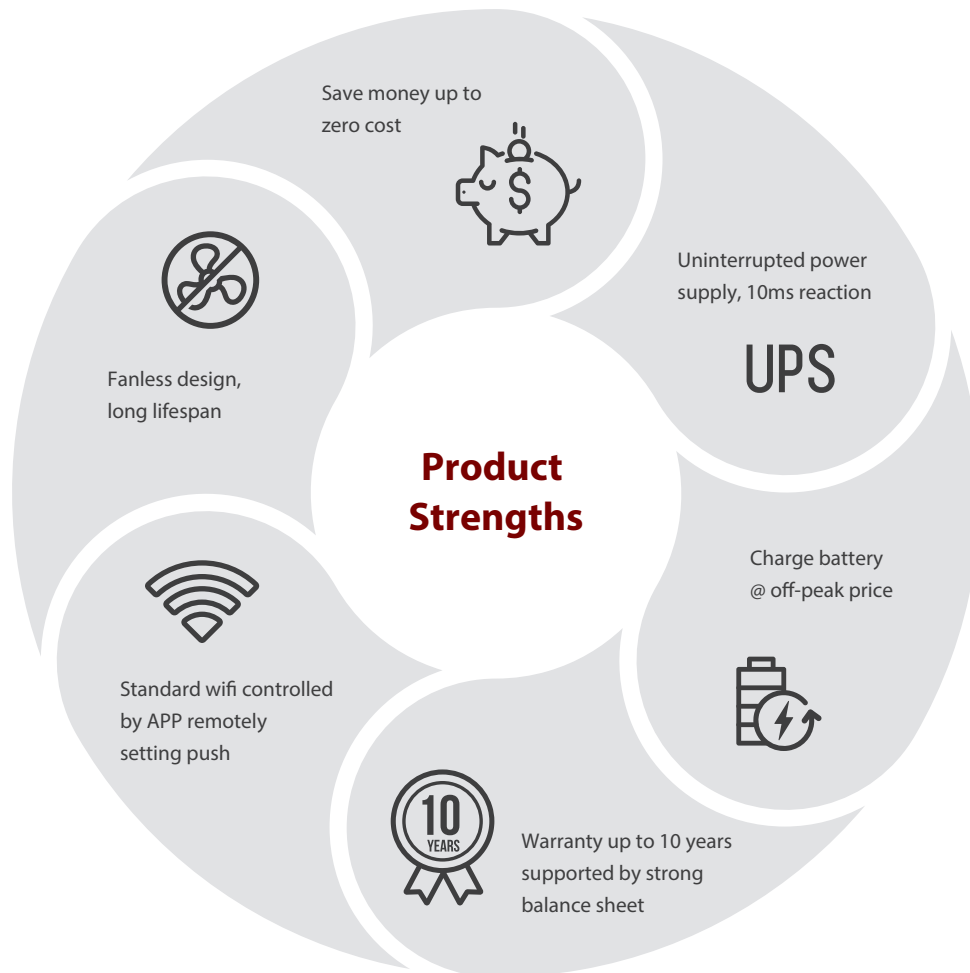 Save money up to
zero cost
$
Uninterrupted power
supply, 10ms reaction
UPS
Fanless design,
long lifespan
Product
Strengths
Charge battery
@ off-peak price
Standard wifi controlled
by APP remotely
setting push
10
YEARS
Warranty up to 10 years
supported by strong
balance sheet